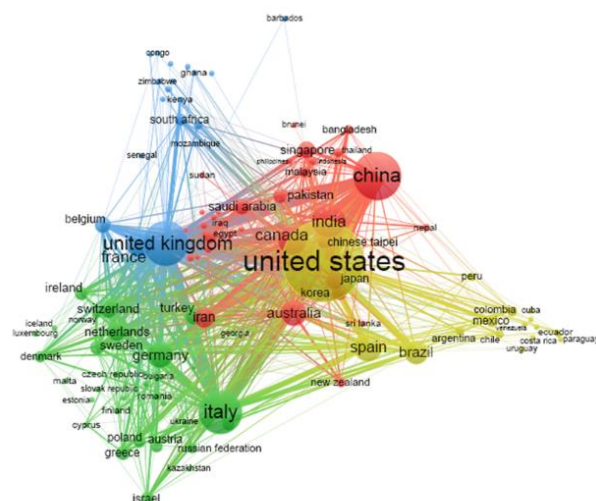 barbados
congo
ghana
zimbabwe
kenya
south africa
mozambique
senegal
brunei
bangladesh
singapore
thailand
philippines
indonesia
malaysia
china
sudan
pakistan
saudi arabia
belgium
iraq
egypt
india
nepal
canada
chinese taipei
united kingdom
france
united states
japan
korea
peru
ireland
switzerland
turkey
iran
australia
sri lanka
colombia
cuba
mexico
venezuela
iceland
norway
luxembourg
netherlands
sweden
georgia
denmark
germany
spain
brazil
argentina
chile
uruguay
costa rica
ecuador
paraguay
czech republic
bulgaria
malta
slovak republic
romania
estonia
finland
new zealand
italy
cyprus
ukraine
poland
austria
greece
russian federation
kazakhstan
israel